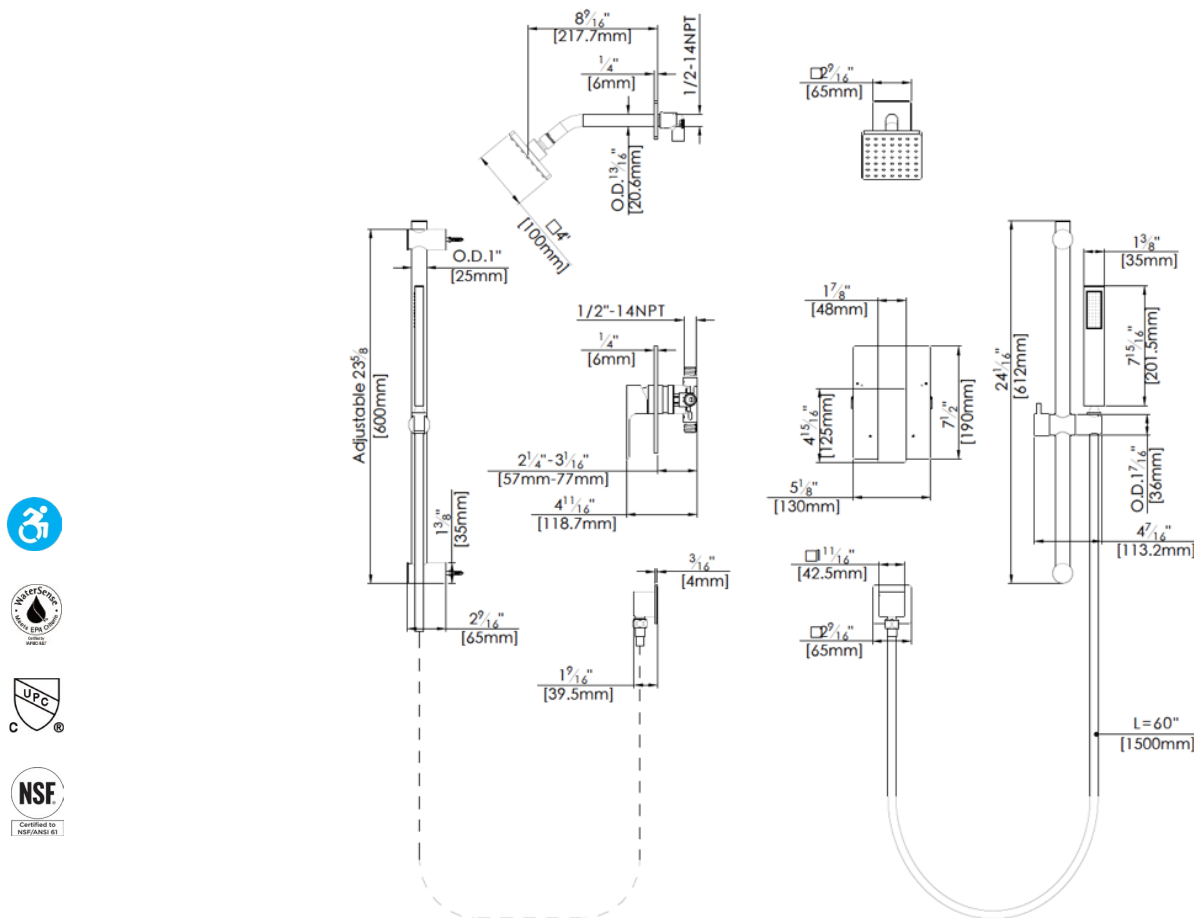 8 9/16"
[217.7mm]
1/4"
[6mm]
1/2-14NPT
O.D.13/16"
[20.6mm]
□4"
[100mm]
□2 9/16"
[65mm]
O.D.1"
[25mm]
Adjustable 23 5/8
[600mm]
1 3/8"
[35mm]
2 9/16"
[65mm]
1/2"-14NPT
1/4"
[6mm]
2 1/4"-3 1/16"
[57mm-77mm]
4 11/16"
[118.7mm]
3/16"
[4mm]
1 9/16"
[39.5mm]
1 7/8"
[48mm]
4 15/16"
[125mm]
7 1/2"
[190mm]
5 1/8"
[130mm]
□1 11/16"
[42.5mm]
□2 9/16"
[65mm]
24 1/16"
[612mm]
1 3/8"
[35mm]
7 15/16"
[201.5mm]
O.D.1 7/16"
[36mm]
4 7/16"
[113.2mm]
L=60"
[1500mm]
WaterSense
Meets EPA Criteria
UPC
C ®
NSF®
Certified to
NSF/ANSI 61